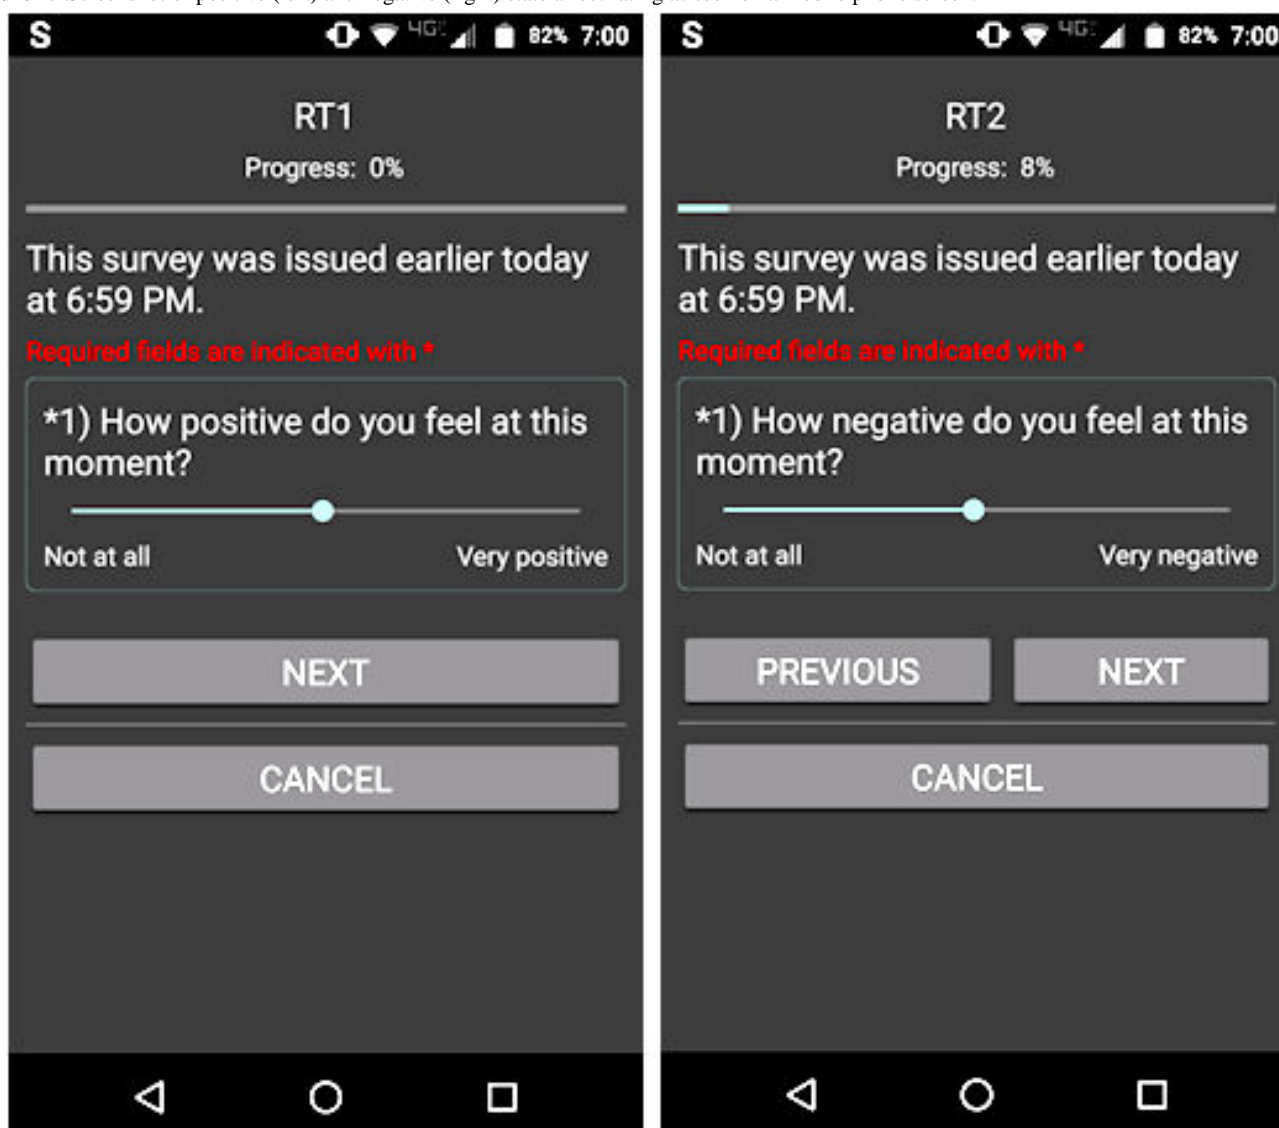 S 4G 82% 7:00
RT1
Progress: 0%
This survey was issued earlier today
at 6:59 PM.
Required fields are indicated with *
*1) How positive do you feel at this
moment?
Not at all Very positive
NEXT
CANCEL
S 4G 82% 7:00
RT2
Progress: 8%
This survey was issued earlier today
at 6:59 PM.
Required fields are indicated with *
*1) How negative do you feel at this
moment?
Not at all Very negative
PREVIOUS NEXT
CANCEL